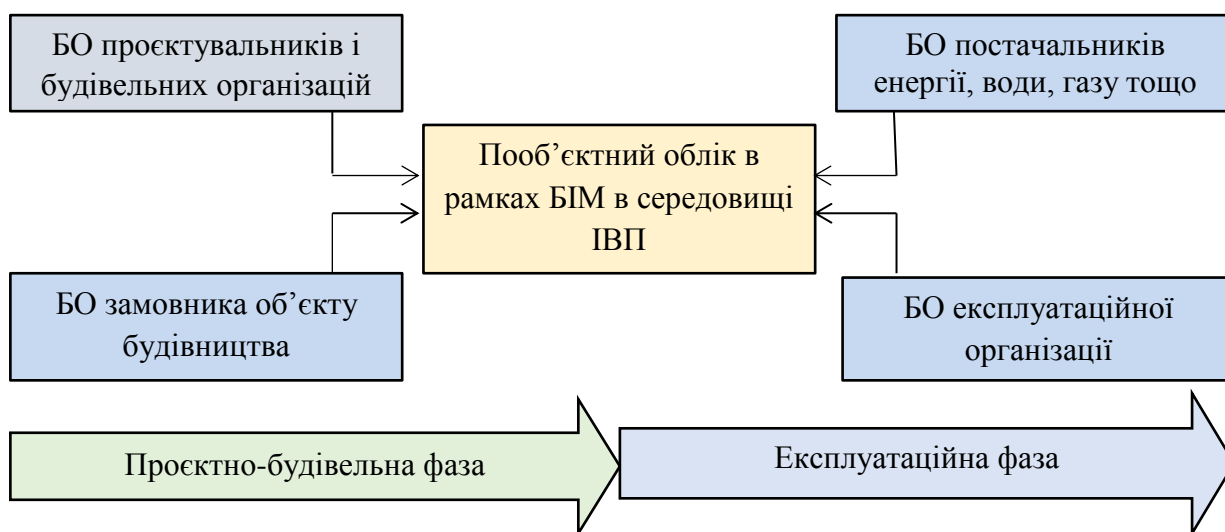 БО проєктувальників і
будівельних організацій
БО постачальників
енергії, води, газу тощо
Пооб’єктний облік в
рамках БІМ в середовищі
ІВП
БО замовника об’єкту
будівництва
БО експлуатаційної
організації
Проєктно-будівельна фаза
Експлуатаційна фаза